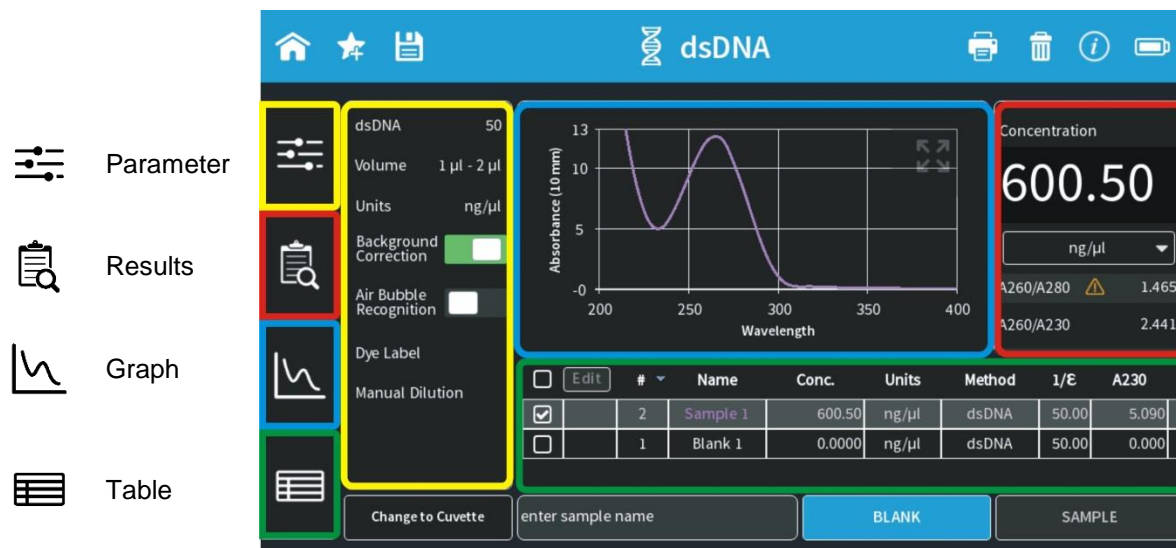 dsDNA
Parameter
Results
Graph
Table
dsDNA 50
Volume 1 µl - 2 µl
Units ng/µl
Background
Correction
Air Bubble
Recognition
Dye Label
Manual Dilution
Absorbance (10 mm)
13
10
5
-0
200 250 300 350 400
Wavelength
Concentration
600.50
ng/µl
A260/A280 1.465
A260/A230 2.441
Edit # Name Conc. Units Method 1/ε A230
2 Sample 1 600.50 ng/µl dsDNA 50.00 5.090
1 Blank 1 0.0000 ng/µl dsDNA 50.00 0.000
Change to Cuvette enter sample name BLANK SAMPLE